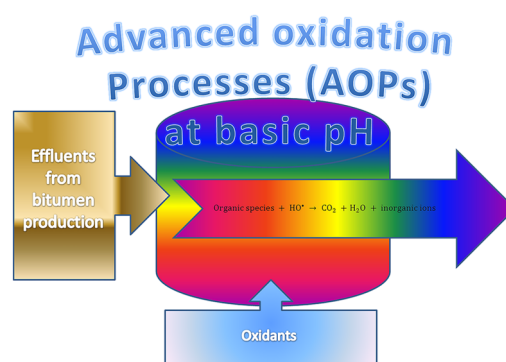 Advanced oxidation
Processes (AOPs)
at basic pH
Effluents
from
bitumen
production
Organic species + HO• → CO₂ + H₂O + inorganic ions
Oxidants